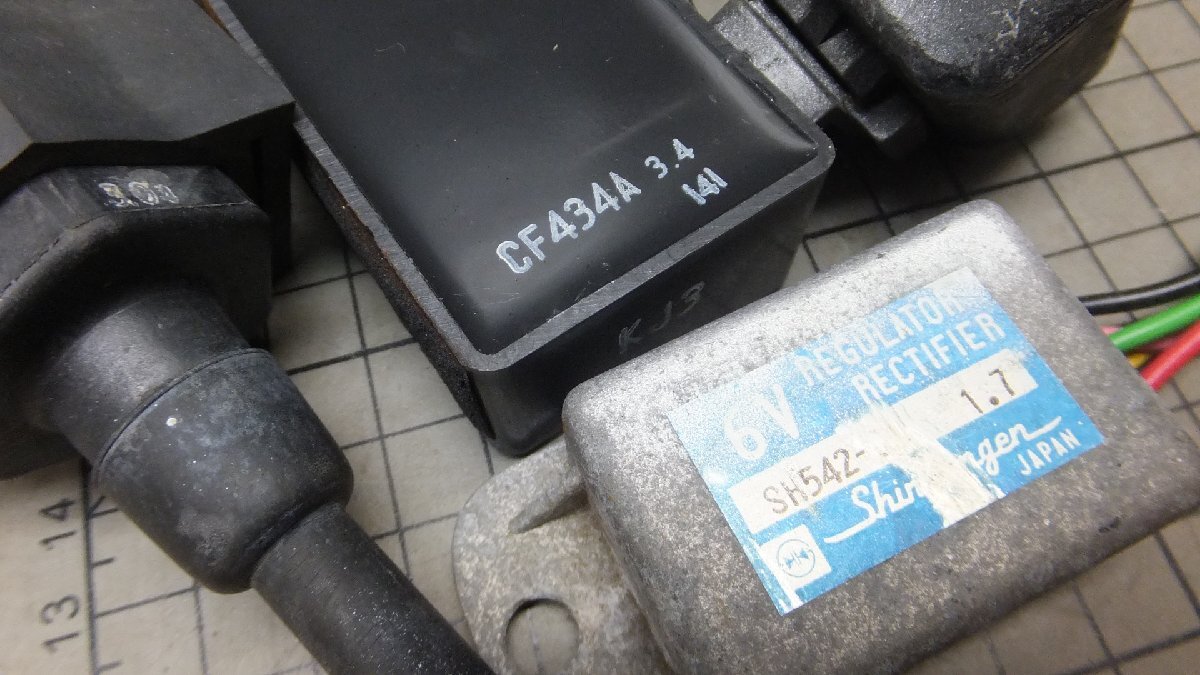 CF434A 3.4
141
KJ3
6V REGULATOR
RECTIFIER
SH542- 1.7
JAPAN
14
13